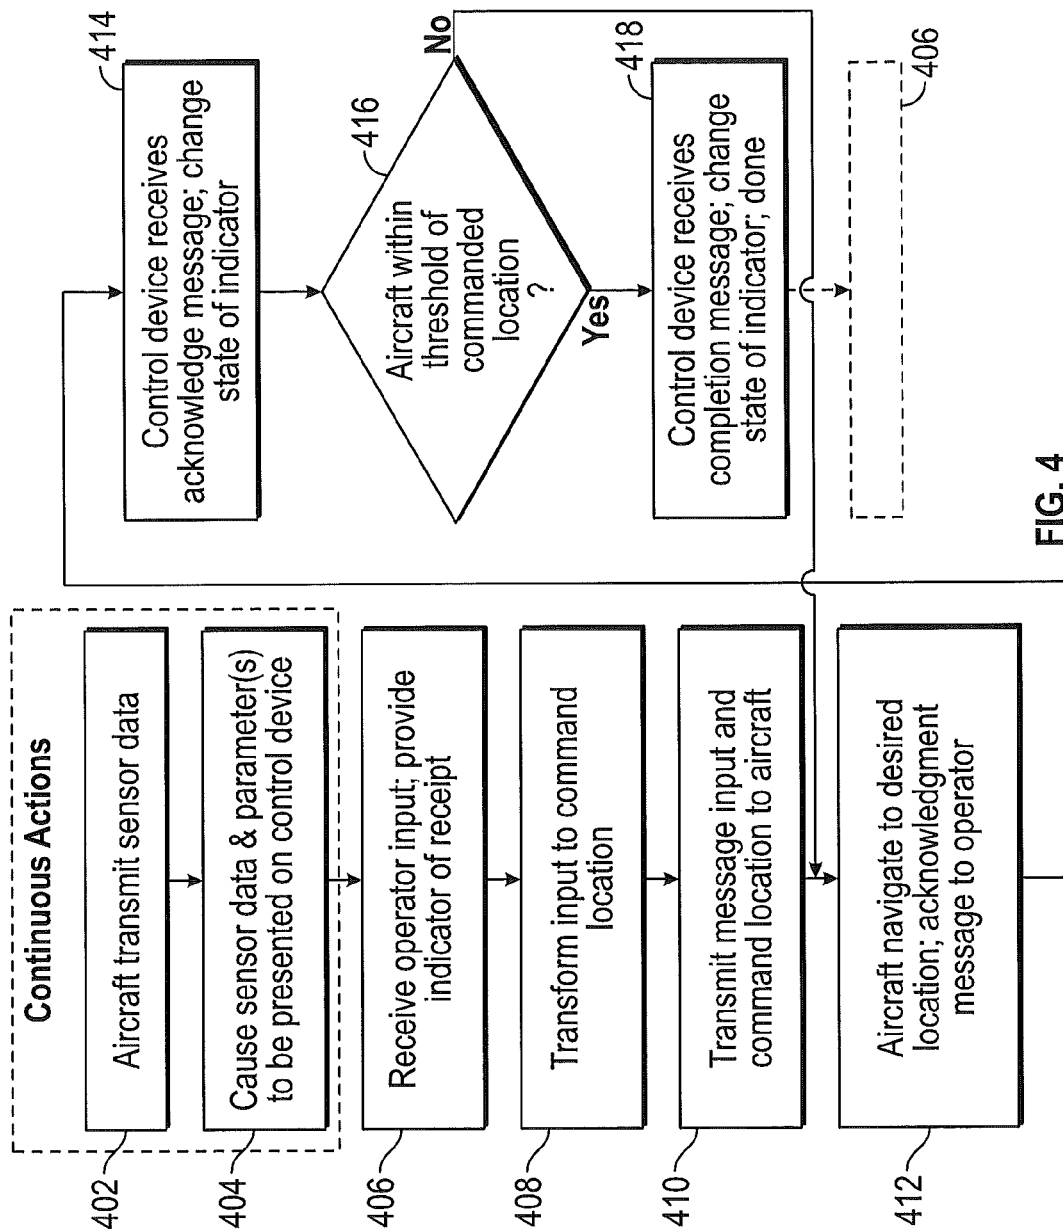 Continuous Actions
402
Aircraft transmit sensor data
404
Cause sensor data & parameter(s)
to be presented on control device
406
Receive operator input; provide
indicator of receipt
408
Transform input to command
location
410
Transmit message input and
command location to aircraft
412
Aircraft navigate to desired
location; acknowledgment
message to operator
414
Control device receives
acknowledge message; change
state of indicator
416
Aircraft within
threshold of
commanded
location
?
No
Yes
418
Control device receives
completion message; change
state of indicator; done
406
FIG. 4